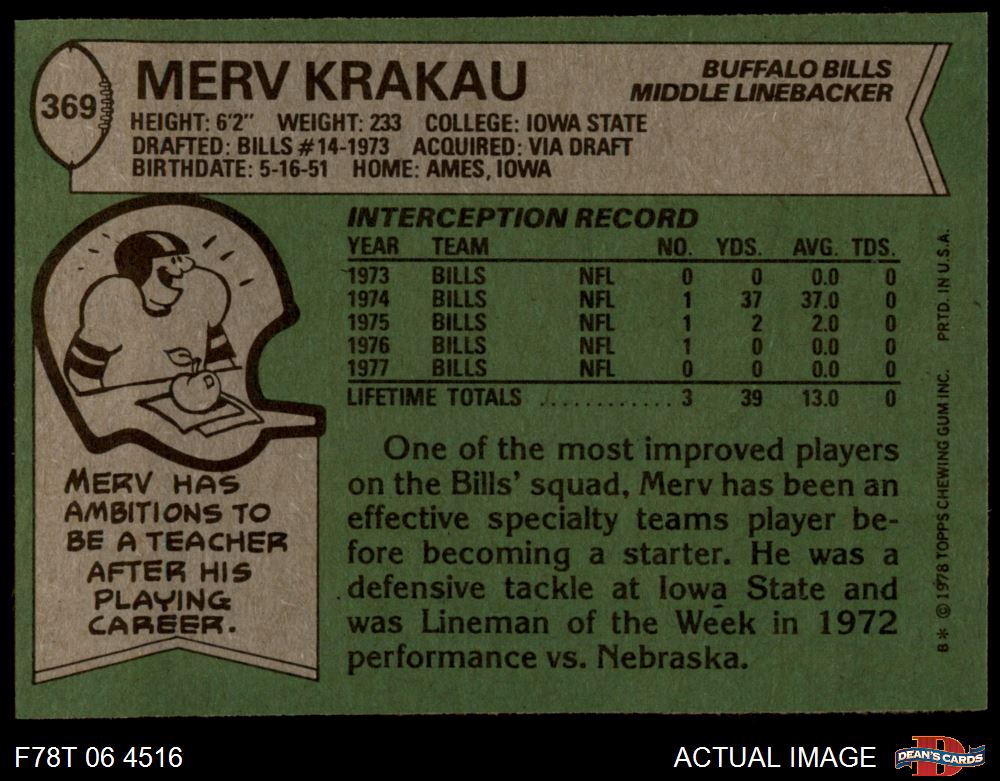 369
MERV KRAKAU
BUFFALO BILLS
MIDDLE LINEBACKER
HEIGHT: 6'2" WEIGHT: 233 COLLEGE: IOWA STATE
DRAFTED: BILLS #14-1973 ACQUIRED: VIA DRAFT
BIRTHDATE: 5-16-51 HOME: AMES, IOWA
INTERCEPTION RECORD
YEAR TEAM NO. YDS. AVG. TDS.
1973 BILLS NFL 0 0 0.0 0
1974 BILLS NFL 1 37 37.0 0
1975 BILLS NFL 1 2 2.0 0
1976 BILLS NFL 1 0 0.0 0
1977 BILLS NFL 0 0 0.0 0
LIFETIME TOTALS ............ 3 39 13.0 0
One of the most improved players
on the Bills' squad, Merv has been an
effective specialty teams player be-
fore becoming a starter. He was a
defensive tackle at Iowa State and
was Lineman of the Week in 1972
performance vs. Nebraska.
MERV HAS
AMBITIONS TO
BE A TEACHER
AFTER HIS
PLAYING
CAREER.
B* © 1978 TOPPS CHEWING GUM INC. PRTD. IN U.S.A.
F78T 06 4516
ACTUAL IMAGE
D
DEAN'S CARDS